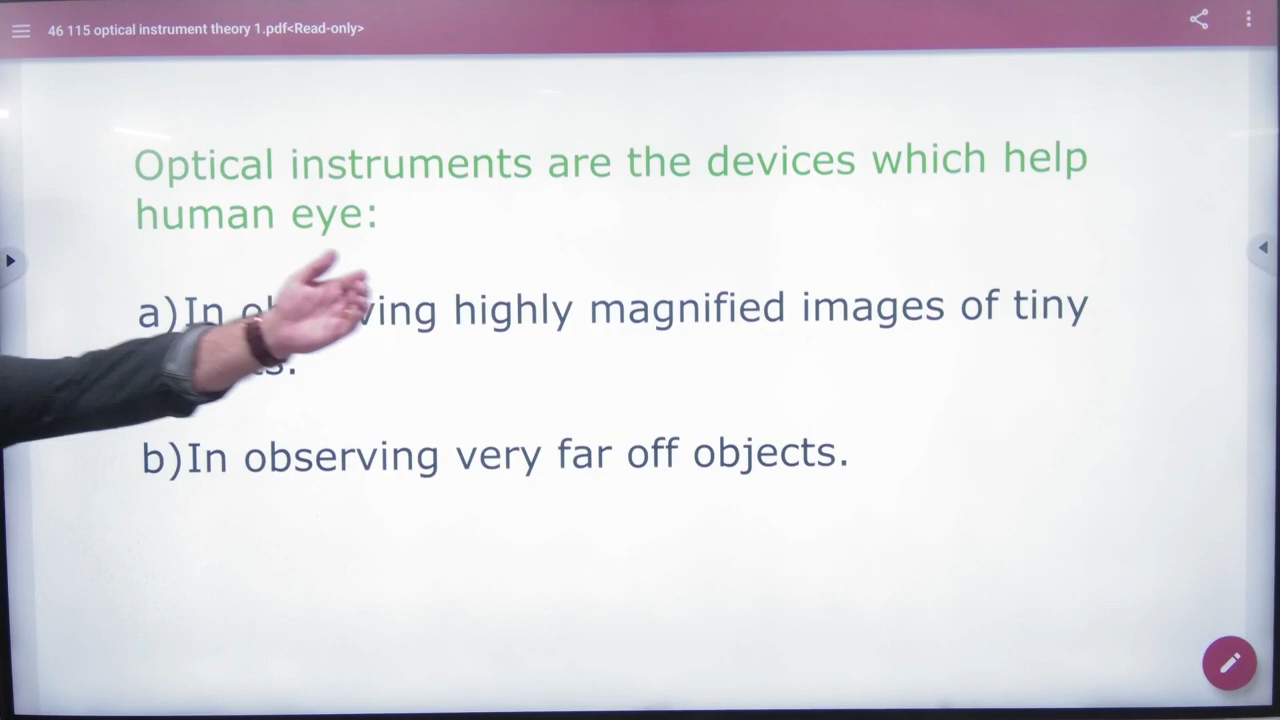 46 115 optical instrument theory 1.pdf<Read-only>
Optical instruments are the devices which help
human eye:
a)In highly magnified images of tiny
b)In observing very far off objects.